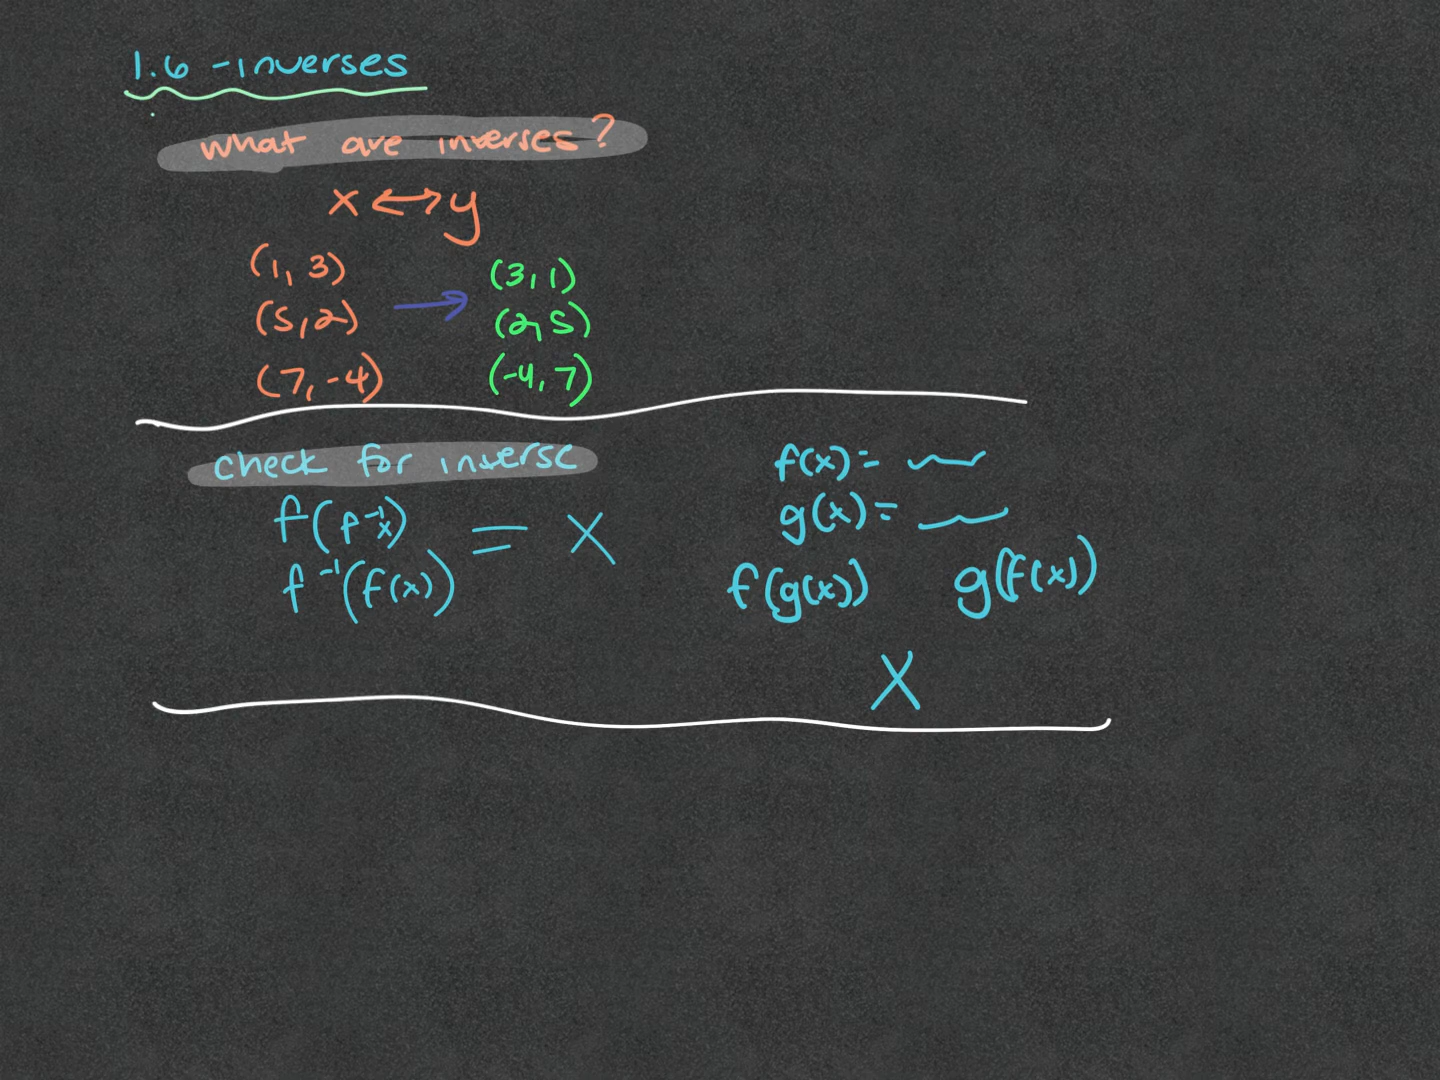 1.6 - inverses
what are inverses?
x ↔ y
(1, 3)
(5, 2)
(7, -4)
→
(3, 1)
(2, 5)
(-4, 7)
check for inverse
f(f⁻¹x)
f⁻¹(f(x))
= X
f(x) =
g(x) =
f(g(x)) g(f(x))
X